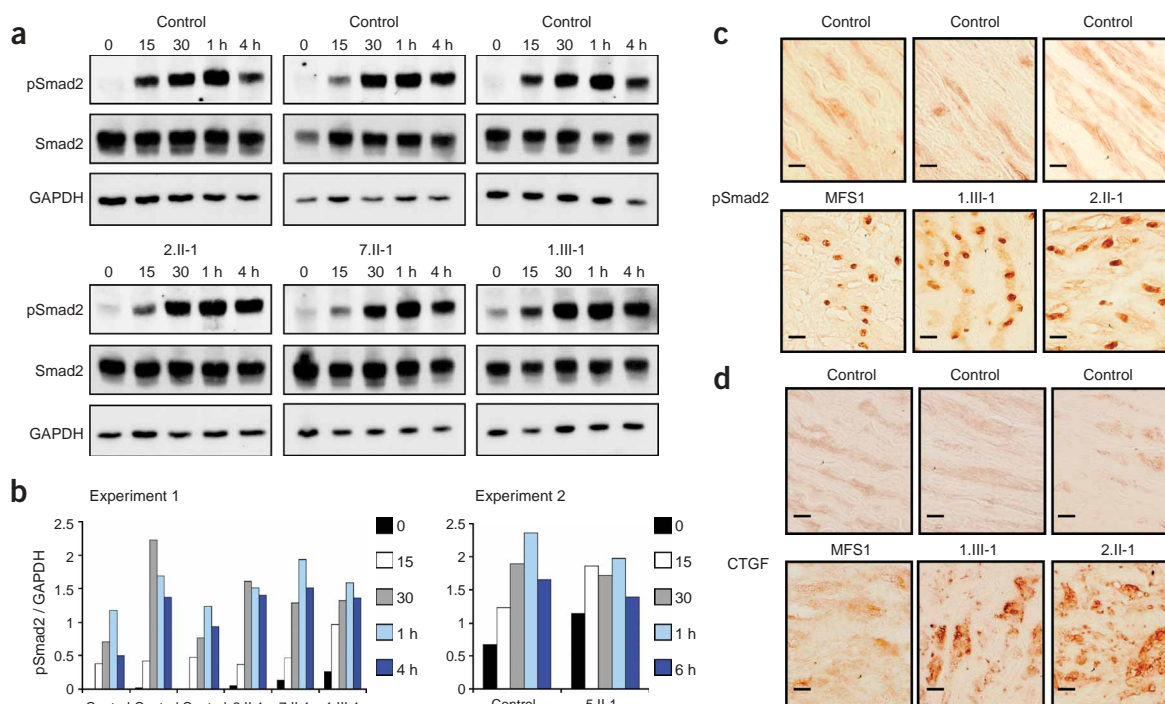 a
Control Control Control
0 15 30 1 h 4 h 0 15 30 1 h 4 h 0 15 30 1 h 4 h
pSmad2
Smad2
GAPDH
2.II-1 7.II-1 1.III-1
0 15 30 1 h 4 h 0 15 30 1 h 4 h 0 15 30 1 h 4 h
pSmad2
Smad2
GAPDH
b
Experiment 1
pSmad2 / GAPDH
2.5
2
1.5
1
0.5
0
0
15
30
1 h
4 h
Experiment 2
2.5
2
1.5
1
0.5
0
Control 5.II-1
0
15
30
1 h
6 h
c
Control Control Control
pSmad2
MFS1 1.III-1 2.II-1
d
Control Control Control
CTGF
MFS1 1.III-1 2.II-1